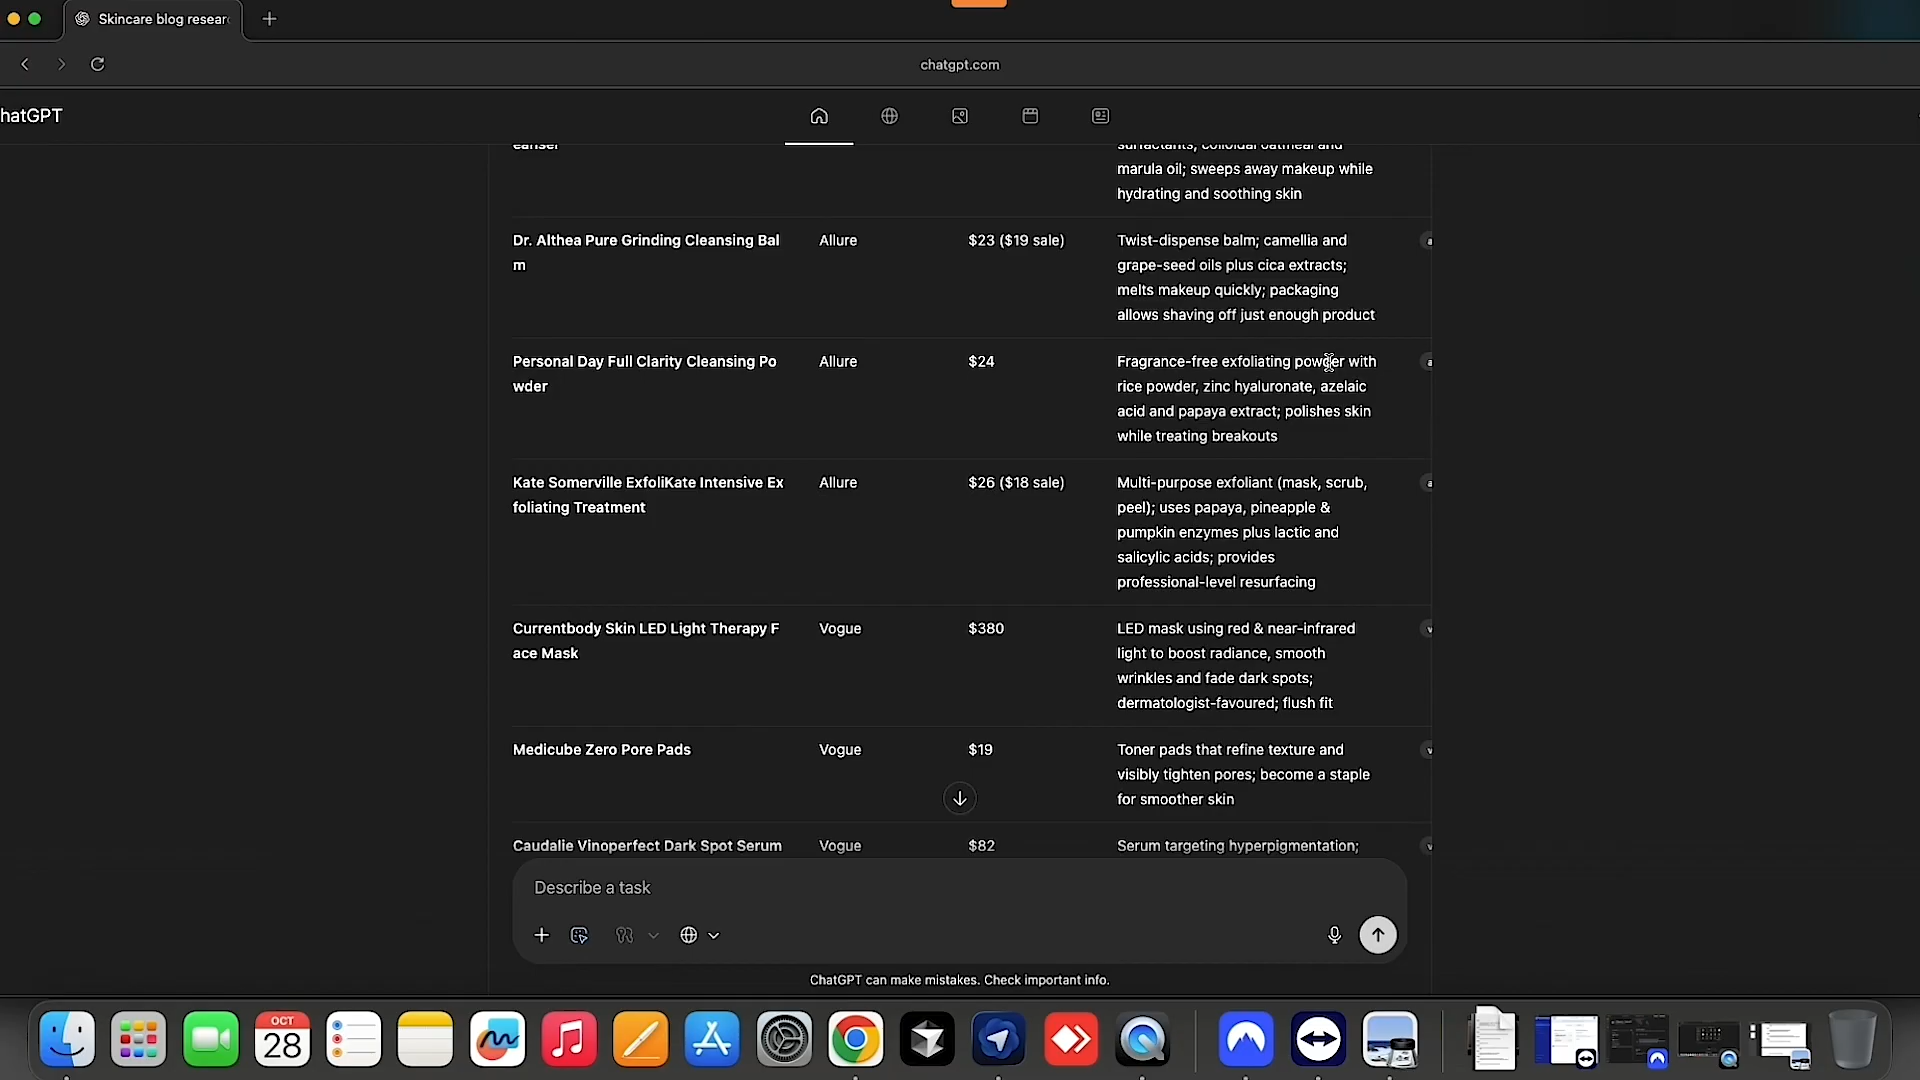 Skincare blog resear
chatgpt.com
hatGPT
eanser
surfactants, colloidal oatmeal and
marula oil; sweeps away makeup while
hydrating and soothing skin
Dr. Althea Pure Grinding Cleansing Bal
m
Allure
$23 ($19 sale)
Twist-dispense balm; camellia and
grape-seed oils plus cica extracts;
melts makeup quickly; packaging
allows shaving off just enough product
a
Personal Day Full Clarity Cleansing Po
wder
Allure
$24
Fragrance-free exfoliating powder with
rice powder, zinc hyaluronate, azelaic
acid and papaya extract; polishes skin
while treating breakouts
a
Kate Somerville ExfoliKate Intensive Ex
foliating Treatment
Allure
$26 ($18 sale)
Multi-purpose exfoliant (mask, scrub,
peel); uses papaya, pineapple &
pumpkin enzymes plus lactic and
salicylic acids; provides
professional-level resurfacing
a
Currentbody Skin LED Light Therapy F
ace Mask
Vogue
$380
LED mask using red & near-infrared
light to boost radiance, smooth
wrinkles and fade dark spots;
dermatologist-favoured; flush fit
v
Medicube Zero Pore Pads
Vogue
$19
Toner pads that refine texture and
visibly tighten pores; become a staple
for smoother skin
v
Caudalie Vinoperfect Dark Spot Serum
Vogue
$82
Serum targeting hyperpigmentation;
v
Describe a task
ChatGPT can make mistakes. Check important info.
OCT
28